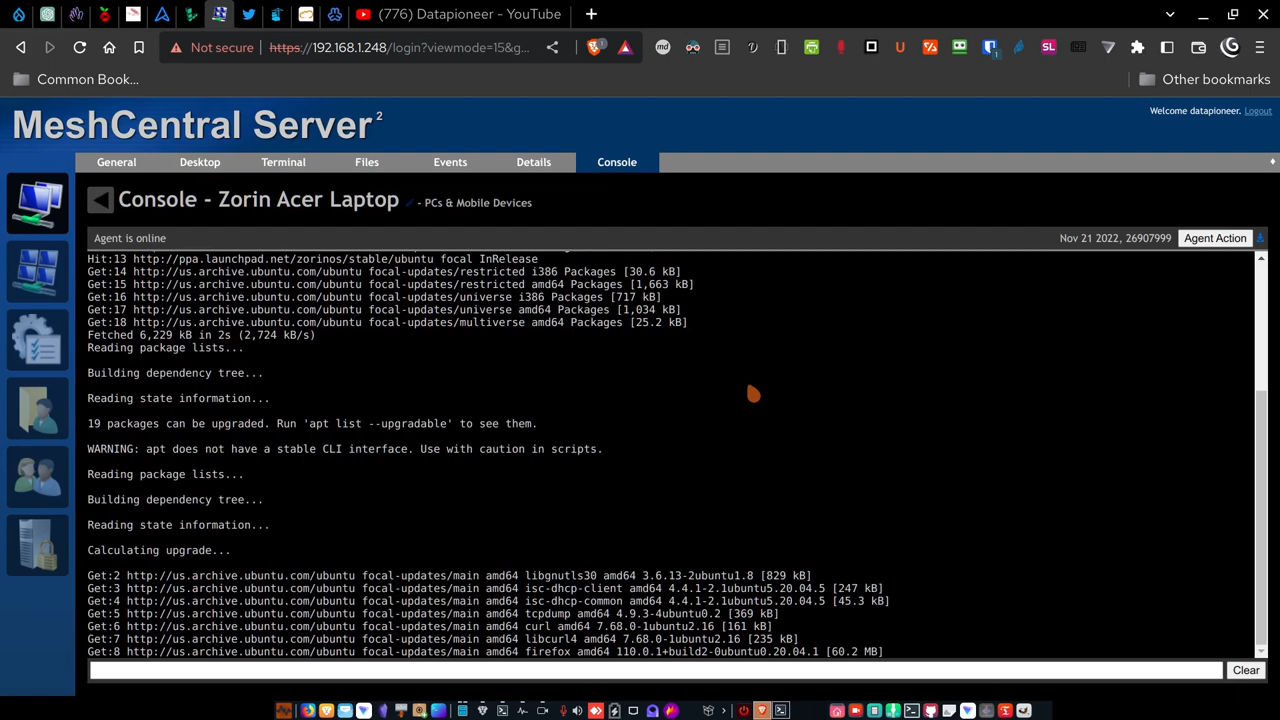 (776) Datapioneer - YouTube
Not secure
https://192.168.1.248/login?viewmode=15&g...
Common Book...
Other bookmarks
MeshCentral Server²
Welcome datapioneer. Logout
General Desktop Terminal Files Events Details Console
Console - Zorin Acer Laptop - PCs & Mobile Devices
Agent is online
Nov 21 2022, 26907999
Agent Action
Hit:13 http://ppa.launchpad.net/zorinos/stable/ubuntu focal InRelease
Get:14 http://us.archive.ubuntu.com/ubuntu focal-updates/restricted i386 Packages [30.6 kB]
Get:15 http://us.archive.ubuntu.com/ubuntu focal-updates/restricted amd64 Packages [1,663 kB]
Get:16 http://us.archive.ubuntu.com/ubuntu focal-updates/universe i386 Packages [717 kB]
Get:17 http://us.archive.ubuntu.com/ubuntu focal-updates/universe amd64 Packages [1,034 kB]
Get:18 http://us.archive.ubuntu.com/ubuntu focal-updates/multiverse amd64 Packages [25.2 kB]
Fetched 6,229 kB in 2s (2,724 kB/s)
Reading package lists...
Building dependency tree...
Reading state information...
19 packages can be upgraded. Run 'apt list --upgradable' to see them.
WARNING: apt does not have a stable CLI interface. Use with caution in scripts.
Reading package lists...
Building dependency tree...
Reading state information...
Calculating upgrade...
Get:2 http://us.archive.ubuntu.com/ubuntu focal-updates/main amd64 libgnutls30 amd64 3.6.13-2ubuntu1.8 [829 kB]
Get:3 http://us.archive.ubuntu.com/ubuntu focal-updates/main amd64 isc-dhcp-client amd64 4.4.1-2.1ubuntu5.20.04.5 [247 kB]
Get:4 http://us.archive.ubuntu.com/ubuntu focal-updates/main amd64 isc-dhcp-common amd64 4.4.1-2.1ubuntu5.20.04.5 [45.3 kB]
Get:5 http://us.archive.ubuntu.com/ubuntu focal-updates/main amd64 tcpdump amd64 4.9.3-4ubuntu0.2 [369 kB]
Get:6 http://us.archive.ubuntu.com/ubuntu focal-updates/main amd64 curl amd64 7.68.0-1ubuntu2.16 [161 kB]
Get:7 http://us.archive.ubuntu.com/ubuntu focal-updates/main amd64 libcurl4 amd64 7.68.0-1ubuntu2.16 [235 kB]
Get:8 http://us.archive.ubuntu.com/ubuntu focal-updates/main amd64 firefox amd64 110.0.1+build2-0ubuntu0.20.04.1 [60.2 MB]
Clear